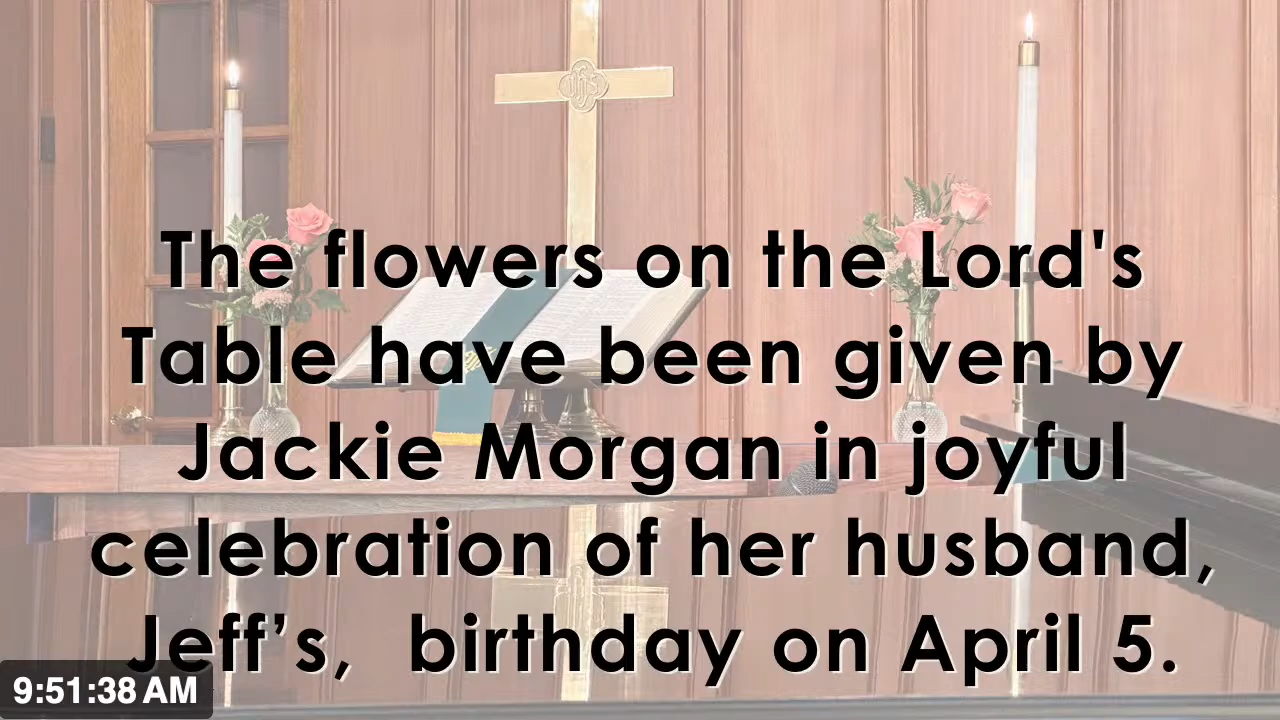 IHS
The flowers on the Lord's
Table have been given by
Jackie Morgan in joyful
celebration of her husband,
Jeff’s,  birthday on April 5.
9:51:38 AM